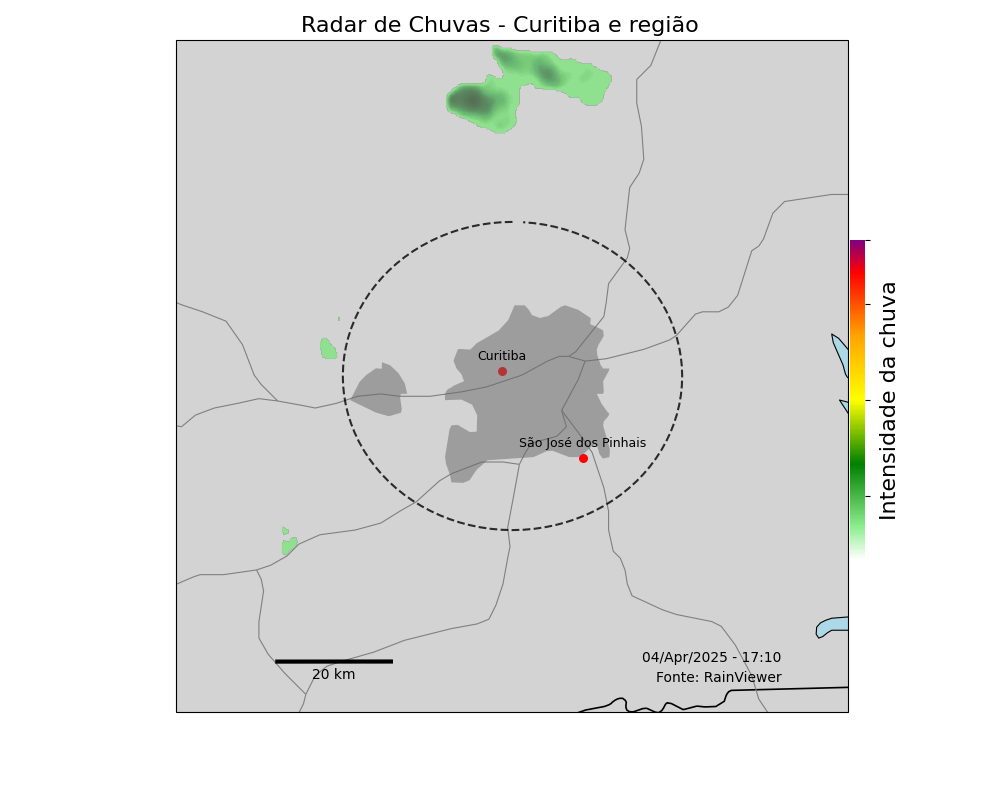 Radar de Chuvas - Curitiba e região
Curitiba
São José dos Pinhais
Intensidade da chuva
20 km
04/Apr/2025 - 17:10
Fonte: RainViewer